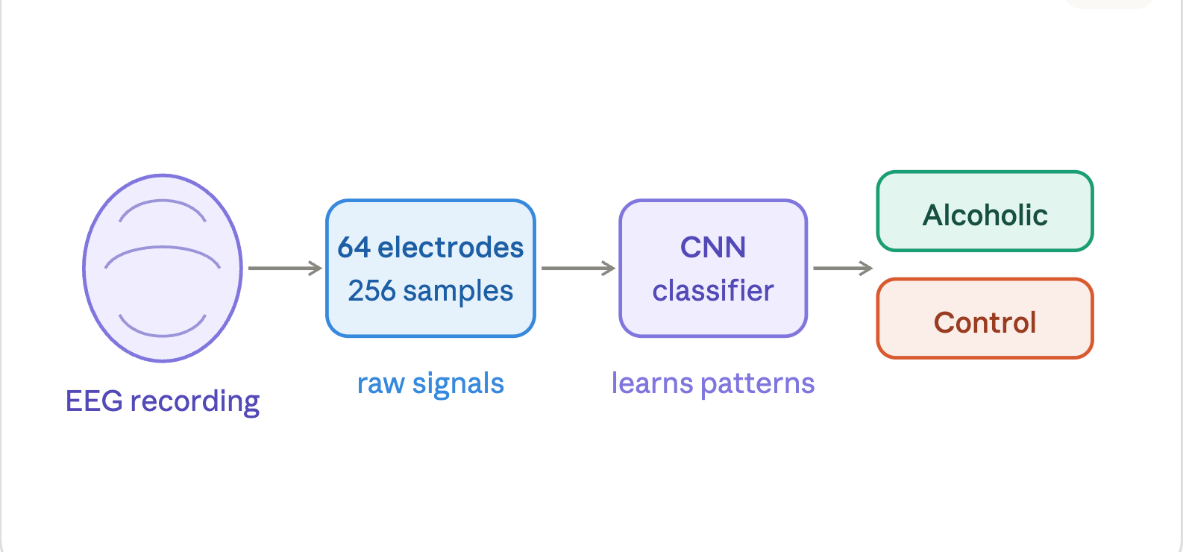 EEG recording
64 electrodes
256 samples
raw signals
CNN
classifier
learns patterns
Alcoholic
Control